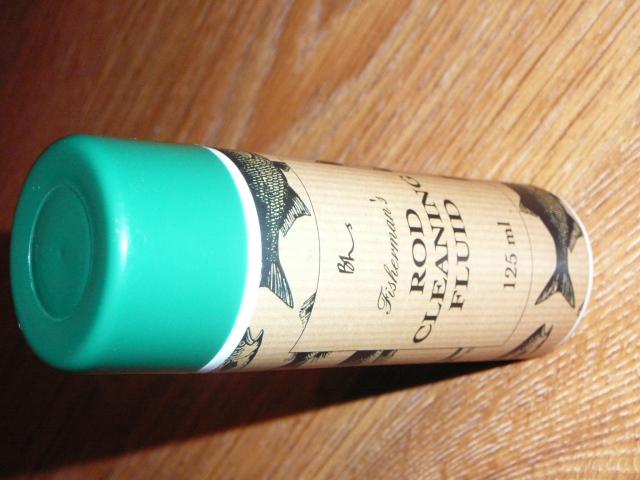 Fisherman's
ROD
CLEANING
FLUID
125 ml